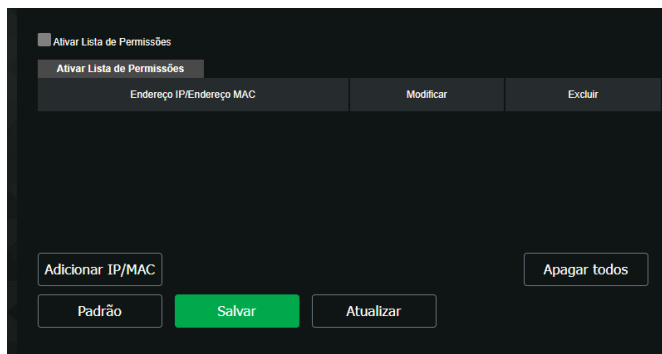 Ativar Lista de Permissões
Ativar Lista de Permissões
Endereço IP/Endereço MAC Modificar Excluir
Adicionar IP/MAC Apagar todos
Padrão Salvar Atualizar